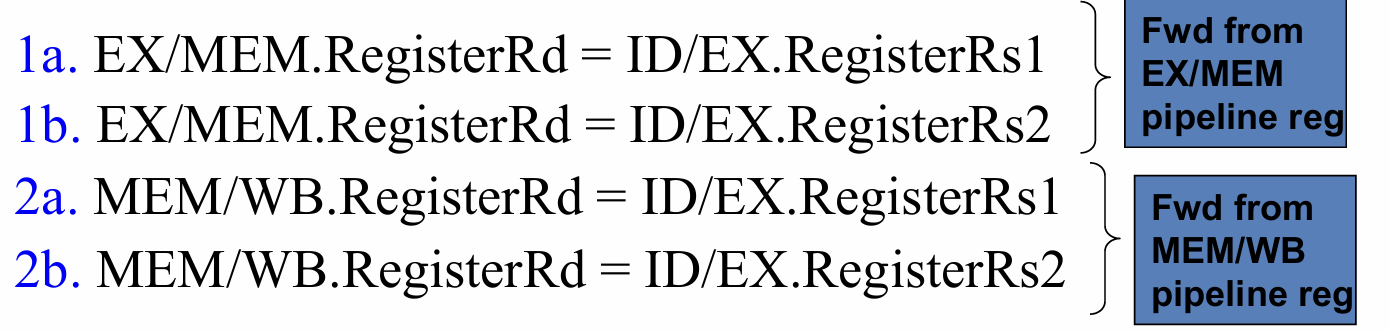 1a. EX/MEM.RegisterRd = ID/EX.RegisterRs1
1b. EX/MEM.RegisterRd = ID/EX.RegisterRs2
Fwd from
EX/MEM
pipeline reg
2a. MEM/WB.RegisterRd = ID/EX.RegisterRs1
2b. MEM/WB.RegisterRd = ID/EX.RegisterRs2
Fwd from
MEM/WB
pipeline reg